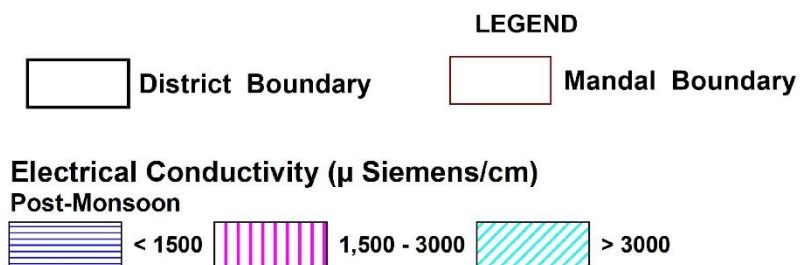 LEGEND
District Boundary
Mandal Boundary
Electrical Conductivity (µ Siemens/cm)
Post-Monsoon
< 1500
1,500 - 3000
> 3000